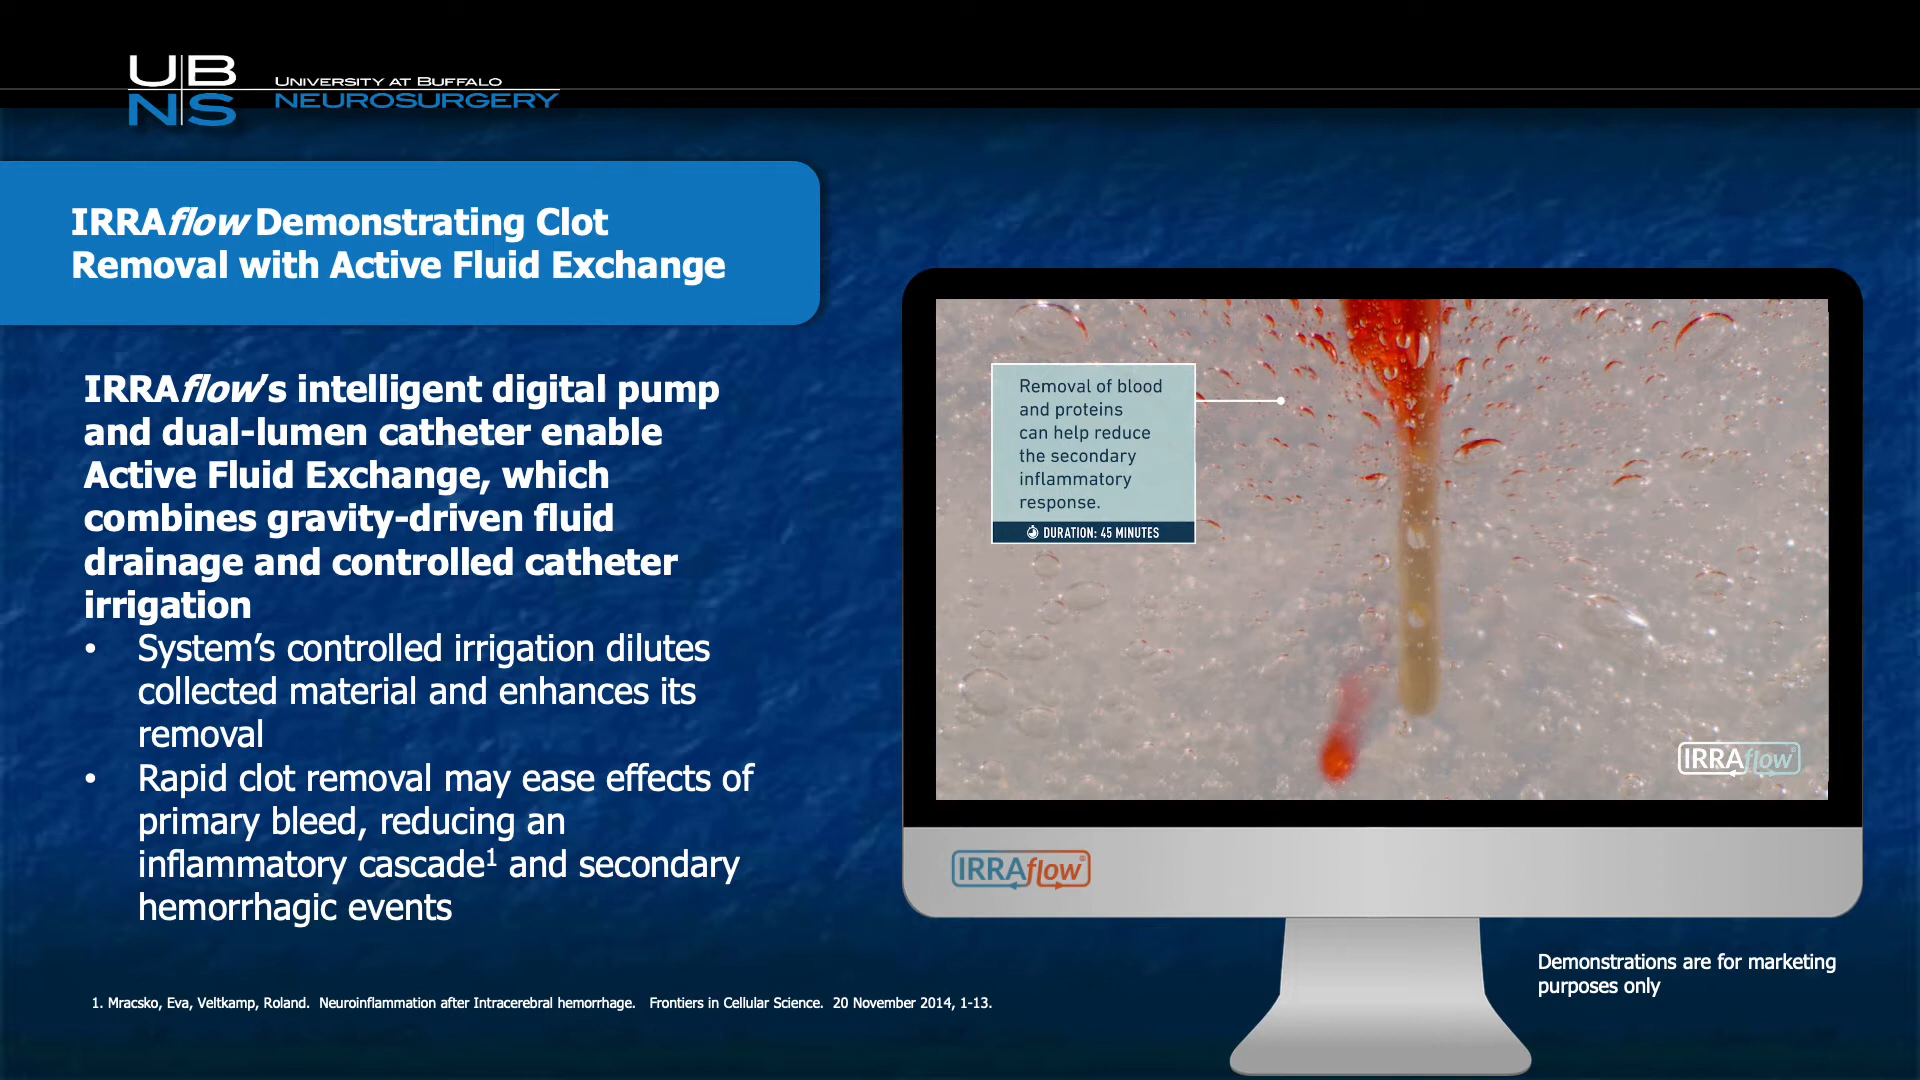 UB
NS
UNIVERSITY AT BUFFALO
NEUROSURGERY
IRRAflow Demonstrating Clot
Removal with Active Fluid Exchange
IRRAflow's intelligent digital pump
and dual-lumen catheter enable
Active Fluid Exchange, which
combines gravity-driven fluid
drainage and controlled catheter
irrigation
• System's controlled irrigation dilutes
collected material and enhances its
removal
• Rapid clot removal may ease effects of
primary bleed, reducing an
inflammatory cascade¹ and secondary
hemorrhagic events
1. Mracsko, Eva, Veltkamp, Roland. Neuroinflammation after Intracerebral hemorrhage. Frontiers in Cellular Science. 20 November 2014, 1-13.
Removal of blood
and proteins
can help reduce
the secondary
inflammatory
response.
DURATION: 45 MINUTES
IRRAflow®
IRRAflow®
Demonstrations are for marketing
purposes only